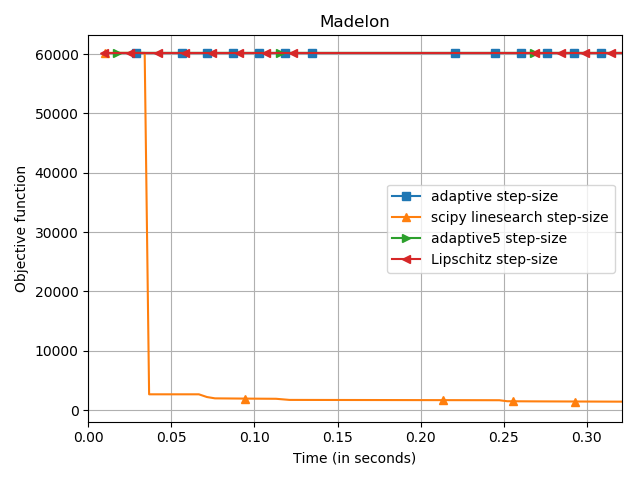 Madelon
Objective function
60000
50000
40000
30000
20000
10000
0
adaptive step-size
scipy linesearch step-size
adaptive5 step-size
Lipschitz step-size
0.00 0.05 0.10 0.15 0.20 0.25 0.30
Time (in seconds)